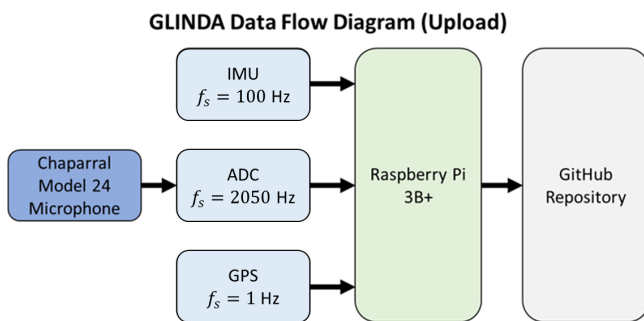 GLINDA Data Flow Diagram (Upload)
IMU
fₛ = 100 Hz
Chaparral
Model 24
Microphone
ADC
fₛ = 2050 Hz
GPS
fₛ = 1 Hz
Raspberry Pi
3B+
GitHub
Repository